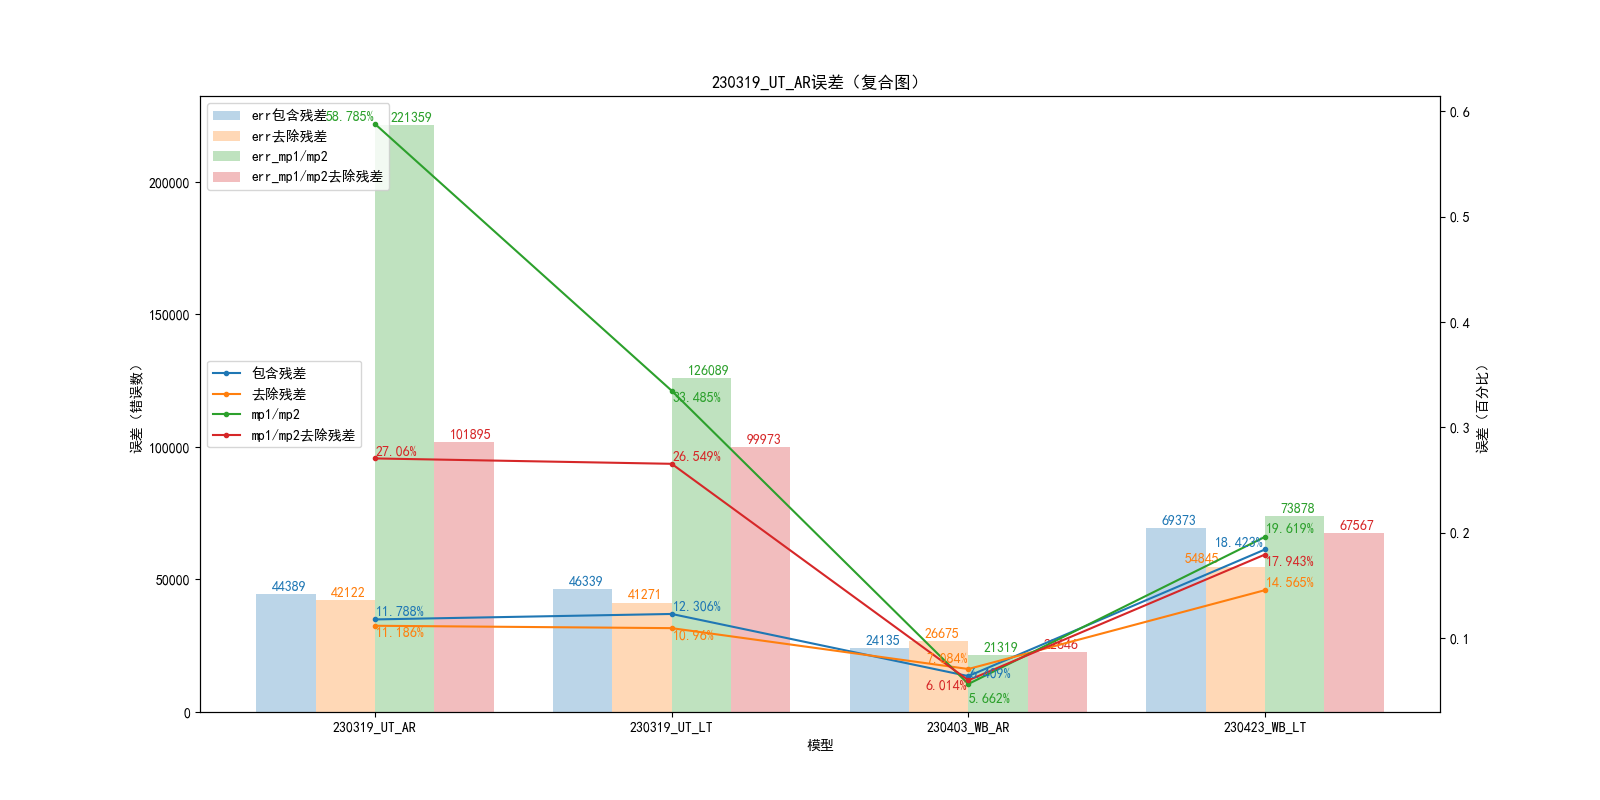 230319_UT_AR误差（复合图）
err包含残差
err去除残差
err_mp1/mp2
err_mp1/mp2去除残差
包含残差
去除残差
mp1/mp2
mp1/mp2去除残差
误差（错误数）
200000
150000
100000
50000
0
误差（百分比）
0.6
0.5
0.4
0.3
0.2
0.1
58.785%
221359
126089
33.485%
101895
27.06%
99973
26.549%
44389
42122
11.788%
11.186%
46339
41271
12.306%
10.96%
24135
26675
21319
22646
7.084%
6.409%
6.014%
5.662%
69373
54845
73878
67567
19.619%
18.423%
17.943%
14.565%
230319_UT_AR
230319_UT_LT
230403_WB_AR
230423_WB_LT
模型